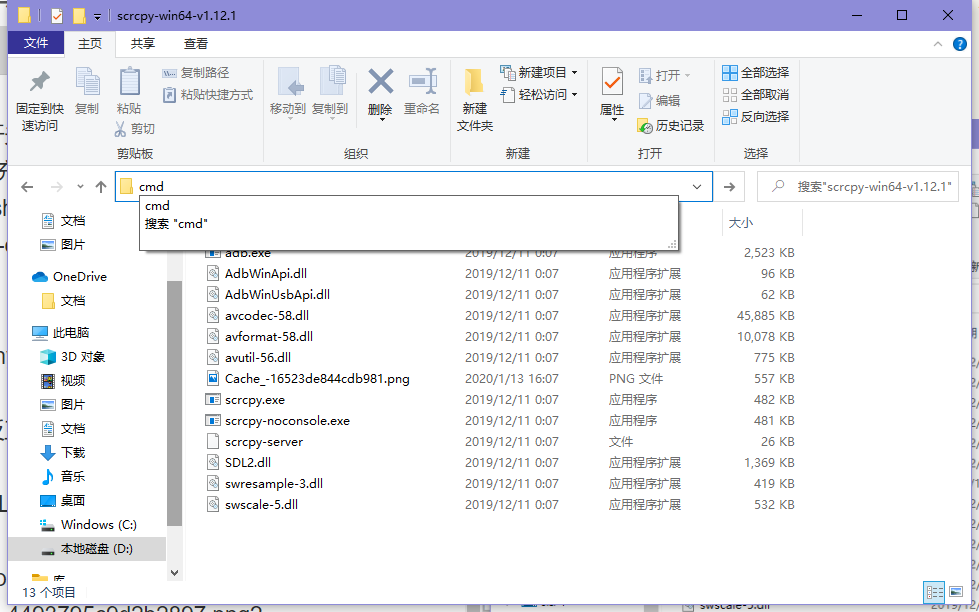 scrcpy-win64-v1.12.1
文件 主页 共享 查看
固定到快速访问
复制
粘贴
复制路径
粘贴快捷方式
剪切
剪贴板
移动到
复制到
删除
重命名
组织
新建文件夹
新建项目
轻松访问
新建
属性
打开
编辑
历史记录
打开
全部选择
全部取消
反向选择
选择
cmd
搜索"scrcpy-win64-v1.12.1"
cmd
搜索 "cmd"
大小
文档
图片
OneDrive
文档
此电脑
3D 对象
视频
图片
文档
下载
音乐
桌面
Windows (C:)
本地磁盘 (D:)
库
adb.exe 2019/12/11 0:07 应用程序 2,523 KB
AdbWinApi.dll 2019/12/11 0:07 应用程序扩展 96 KB
AdbWinUsbApi.dll 2019/12/11 0:07 应用程序扩展 62 KB
avcodec-58.dll 2019/12/11 0:07 应用程序扩展 45,885 KB
avformat-58.dll 2019/12/11 0:07 应用程序扩展 10,078 KB
avutil-56.dll 2019/12/11 0:07 应用程序扩展 775 KB
Cache_-16523de844cdb981.png 2020/1/13 16:07 PNG 文件 557 KB
scrcpy.exe 2019/12/11 0:07 应用程序 482 KB
scrcpy-noconsole.exe 2019/12/11 0:07 应用程序 481 KB
scrcpy-server 2019/12/11 0:07 文件 26 KB
SDL2.dll 2019/12/11 0:07 应用程序扩展 1,369 KB
swresample-3.dll 2019/12/11 0:07 应用程序扩展 419 KB
swscale-5.dll 2019/12/11 0:07 应用程序扩展 532 KB
13 个项目
swscale-5.dll